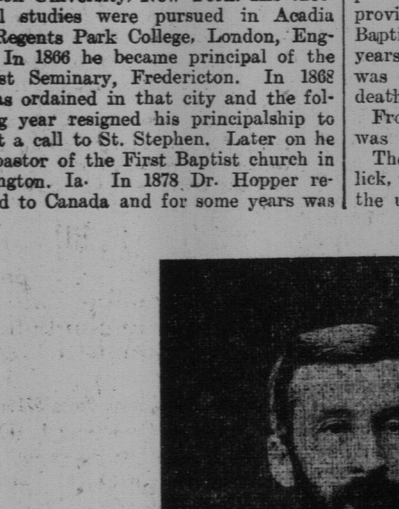 l studies were pursued in Acadia
Regents Park College, London, Eng-
In 1866 he became principal of the
st Seminary, Fredericton. In 1868
as ordained in that city and the fol-
g year resigned his principalship to
t a call to St. Stephen. Later on he
pastor of the First Baptist church in
ngton. Ia. In 1878 Dr. Hopper re-
d to Canada and for some years was
provi
Bapti
years
was
death
Fro
was
The
lick,
the u